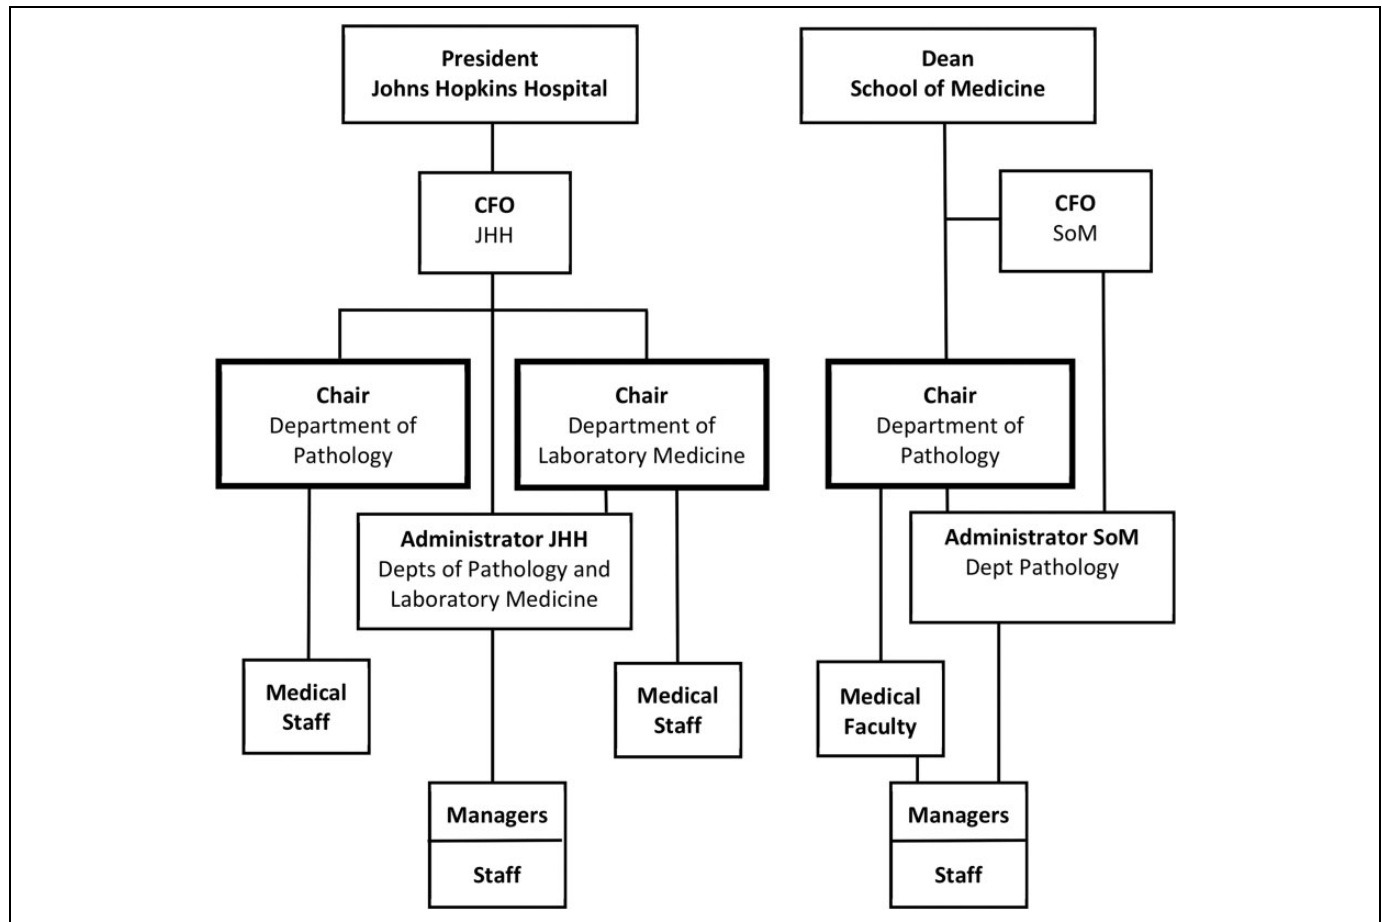 President
Johns Hopkins Hospital
Dean
School of Medicine
CFO
JHH
CFO
SoM
Chair
Department of
Pathology
Chair
Department of
Laboratory Medicine
Chair
Department of
Pathology
Administrator JHH
Depts of Pathology and
Laboratory Medicine
Administrator SoM
Dept Pathology
Medical
Staff
Medical
Staff
Medical
Faculty
Managers
Staff
Managers
Staff